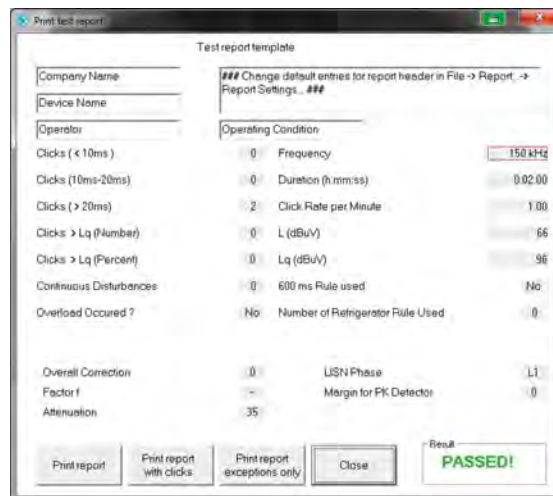 Print test report
Test report template
Company Name
### Change default entries for report header in File -> Report.. ->
Report Settings... ###
Device Name
Operator
Operating Condition
Clicks ( < 10ms ) 0 Frequency 150 kHz
Clicks (10ms-20ms) 0 Duration (h:mm:ss) 0:02:00
Clicks ( > 20ms) 2 Click Rate per Minute 1.00
Clicks > Lq (Number) 0 L (dBuV) 66
Clicks > Lq (Percent) 0 Lq (dBuV) 96
Continuous Disturbances 0 600 ms Rule used No
Overload Occured ? No Number of Refrigerator Rule Used 0
Overall Correction 0 LISN Phase L1
Factor f - Margin for PK Detector 0
Attenuation 35
Print report
Print report
with clicks
Print report
exceptions only
Close
Result
PASSED!